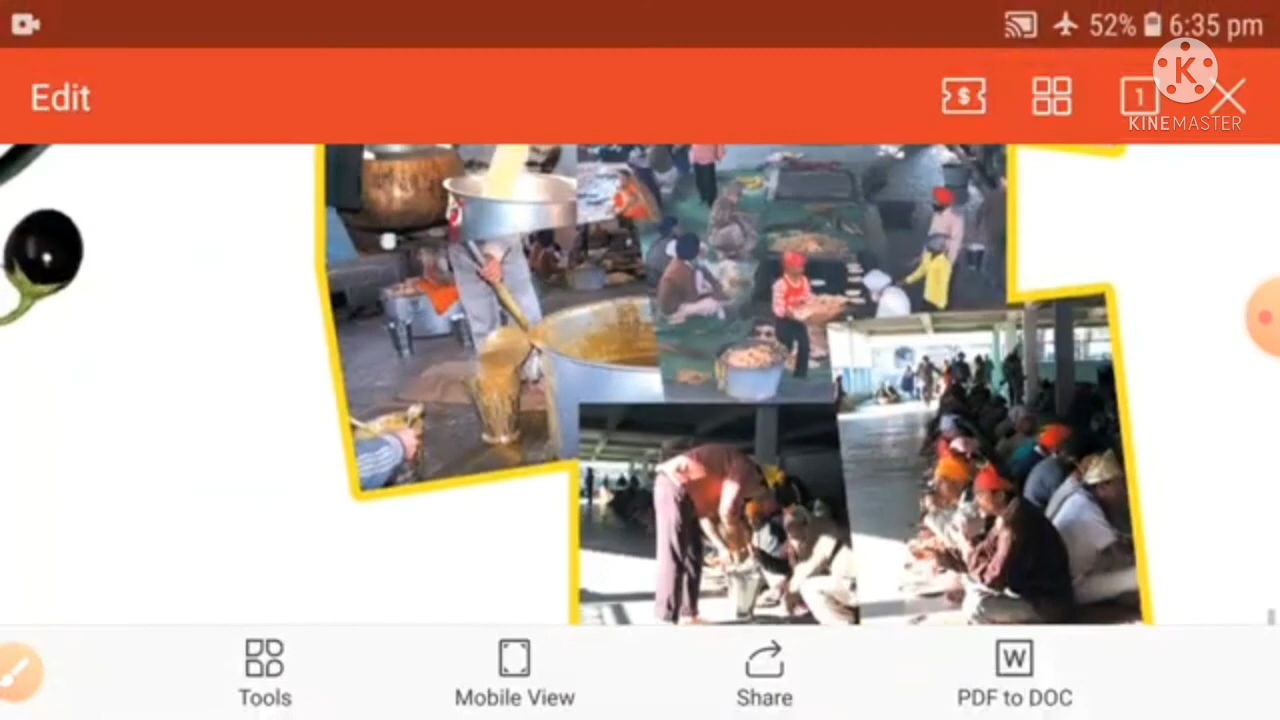 52% 6:35 pm
Edit
$
1
K
KINEMASTER
Tools
Mobile View
Share
W
PDF to DOC